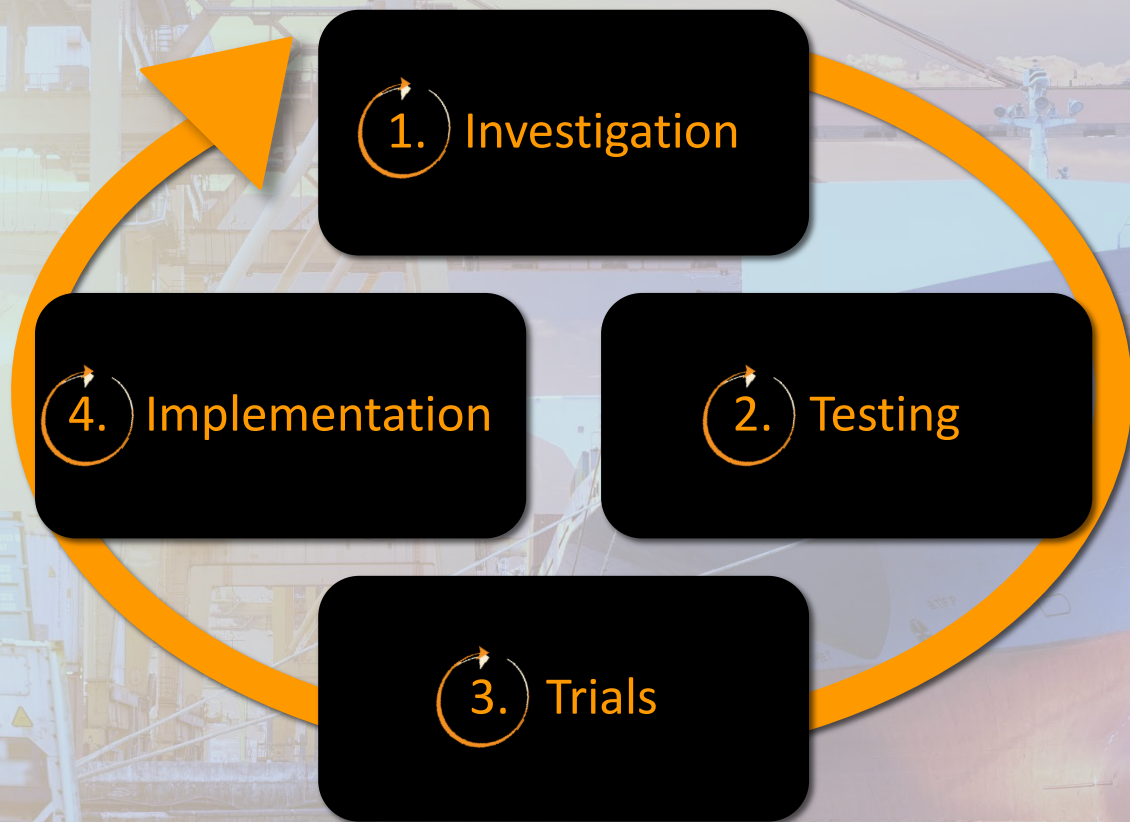 1. Investigation
2. Testing
3. Trials
4. Implementation